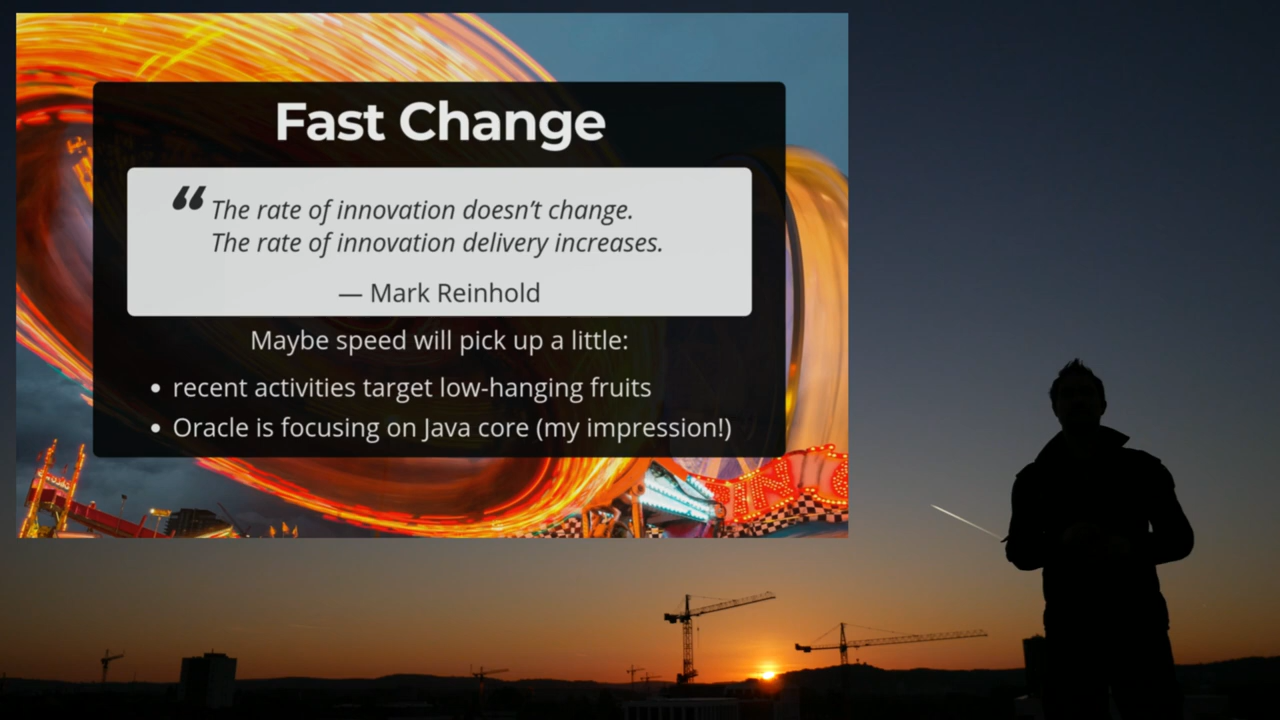 Fast Change
“ The rate of innovation doesn’t change.
The rate of innovation delivery increases.
— Mark Reinhold
Maybe speed will pick up a little:
• recent activities target low-hanging fruits
• Oracle is focusing on Java core (my impression!)